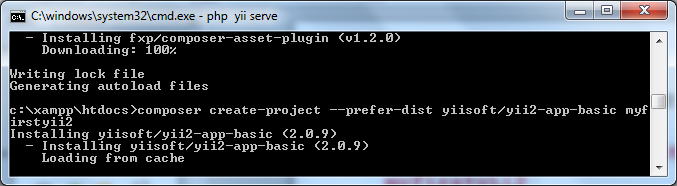 C:\windows\system32\cmd.exe - php yii serve
- Installing fxp/composer-asset-plugin (v1.2.0)
Downloading: 100%
Writing lock file
Generating autoload files
c:\xampp\htdocs>composer create-project --prefer-dist yiisoft/yii2-app-basic myf
irstyii2
Installing yiisoft/yii2-app-basic (2.0.9)
- Installing yiisoft/yii2-app-basic (2.0.9)
Loading from cache